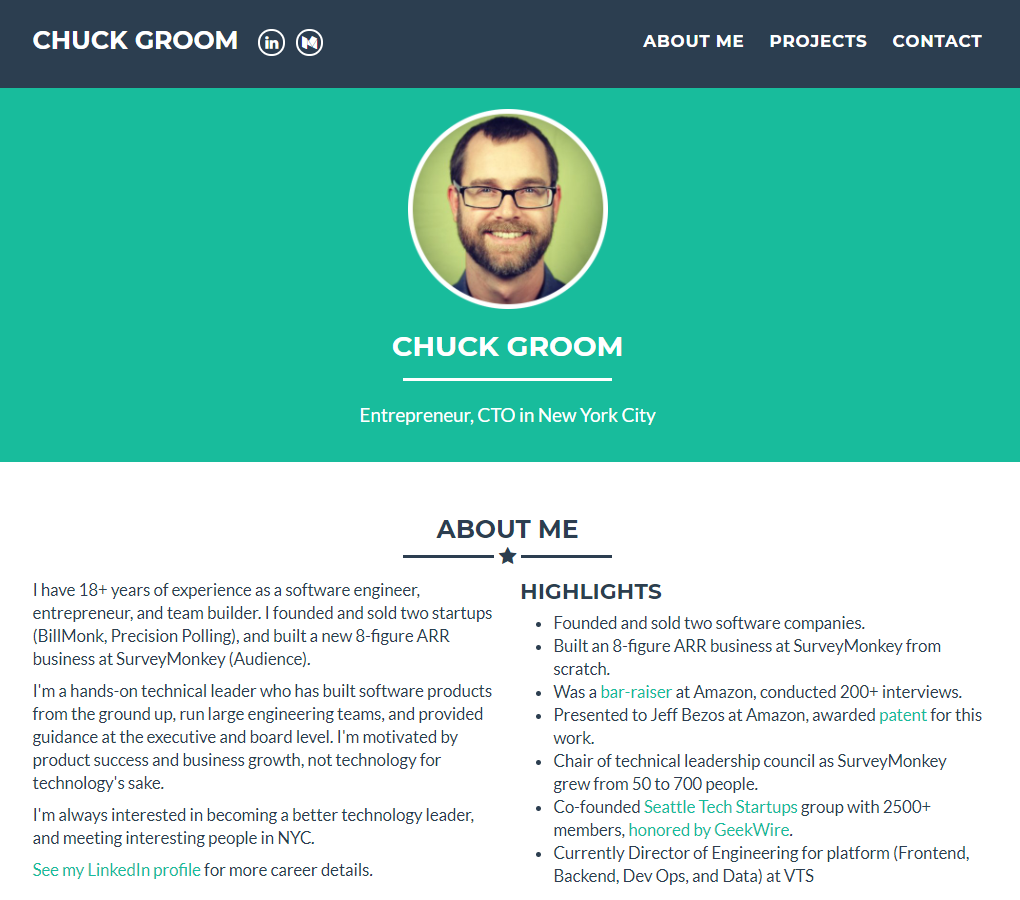 CHUCK GROOM in
ABOUT ME PROJECTS CONTACT
CHUCK GROOM
Entrepreneur, CTO in New York City
ABOUT ME
I have 18+ years of experience as a software engineer,
entrepreneur, and team builder. I founded and sold two startups
(BillMonk, Precision Polling), and built a new 8-figure ARR
business at SurveyMonkey (Audience).
I'm a hands-on technical leader who has built software products
from the ground up, run large engineering teams, and provided
guidance at the executive and board level. I'm motivated by
product success and business growth, not technology for
technology's sake.
I'm always interested in becoming a better technology leader,
and meeting interesting people in NYC.
See my LinkedIn profile for more career details.
HIGHLIGHTS
• Founded and sold two software companies.
• Built an 8-figure ARR business at SurveyMonkey from
scratch.
• Was a bar-raiser at Amazon, conducted 200+ interviews.
• Presented to Jeff Bezos at Amazon, awarded patent for this
work.
• Chair of technical leadership council as SurveyMonkey
grew from 50 to 700 people.
• Co-founded Seattle Tech Startups group with 2500+
members, honored by GeekWire.
• Currently Director of Engineering for platform (Frontend,
Backend, Dev Ops, and Data) at VTS